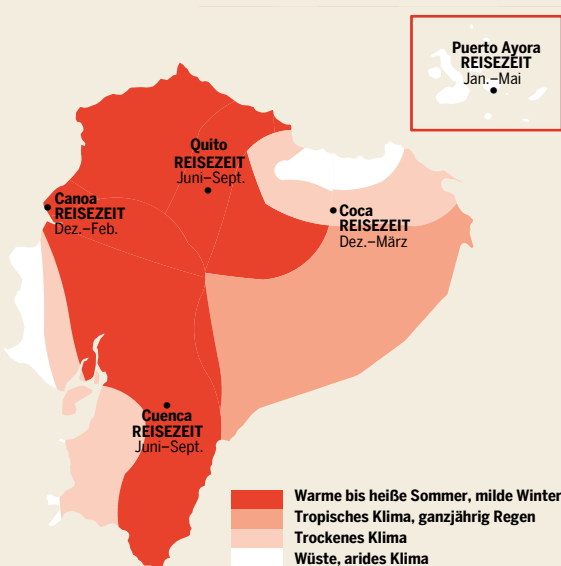 Puerto Ayora
REISEZEIT
Jan.–Mai
Quito
REISEZEIT
Juni–Sept.
Canoa
REISEZEIT
Dez.–Feb.
Coca
REISEZEIT
Dez.–März
Cuenca
REISEZEIT
Juni–Sept.
Warme bis heiße Sommer, milde Winter
Tropisches Klima, ganzjährig Regen
Trockenes Klima
Wüste, arides Klima